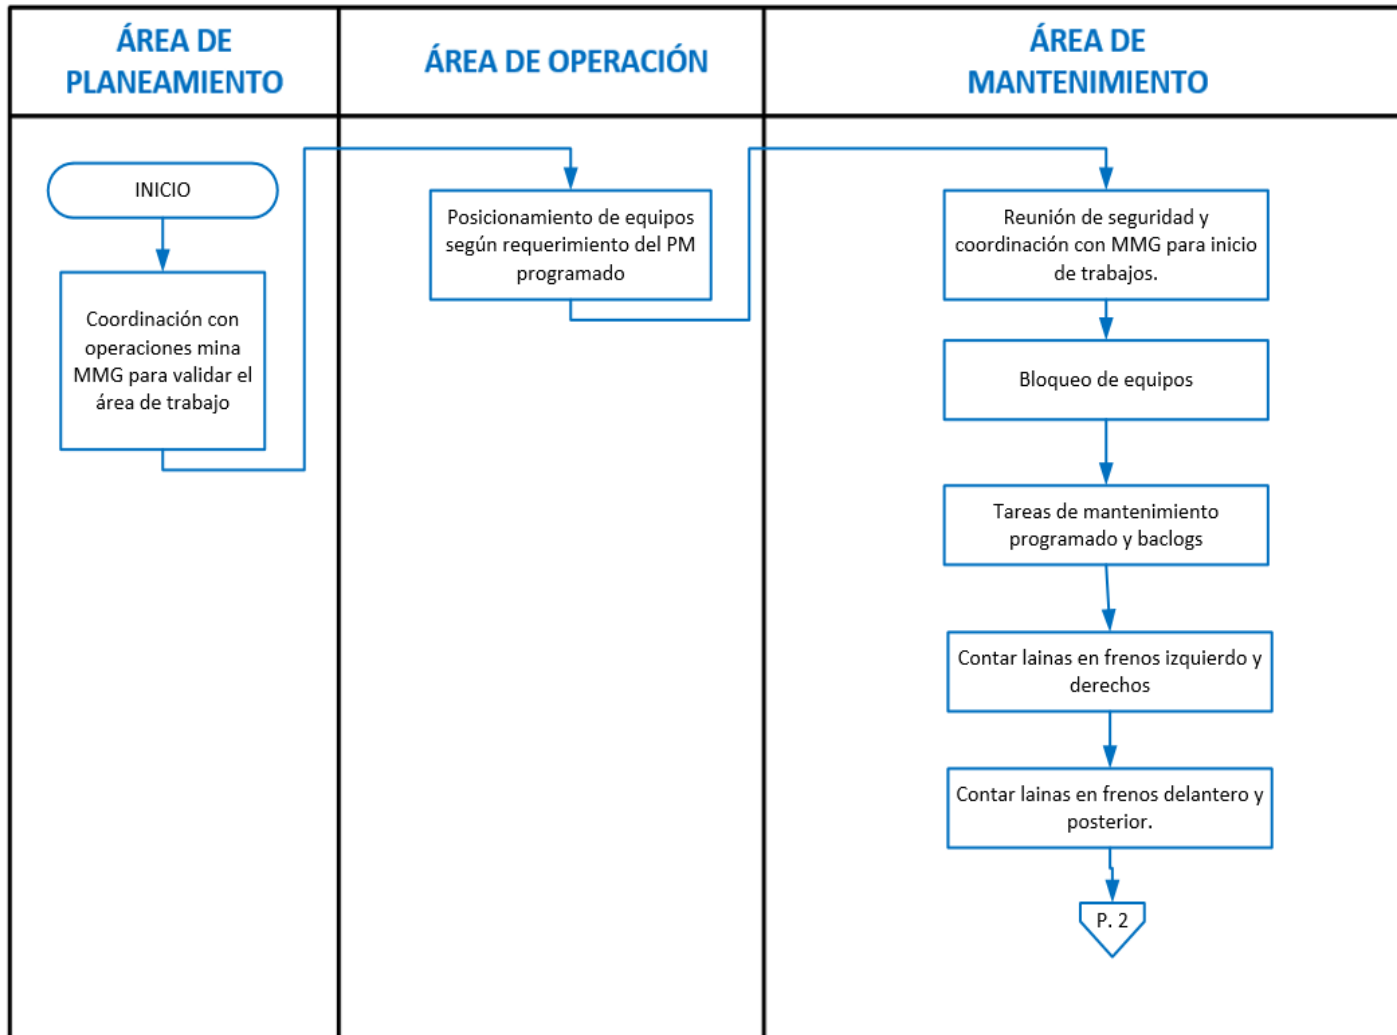 ÁREA DE
PLANEAMIENTO
ÁREA DE OPERACIÓN
ÁREA DE
MANTENIMIENTO
INICIO
Coordinación con
operaciones mina
MMG para validar el
área de trabajo
Posicionamiento de equipos
según requerimiento del PM
programado
Reunión de seguridad y
coordinación con MMG para inicio
de trabajos.
Bloqueo de equipos
Tareas de mantenimiento
programado y baclogs
Contar lainas en frenos izquierdo y
derechos
Contar lainas en frenos delantero y
posterior.
P. 2